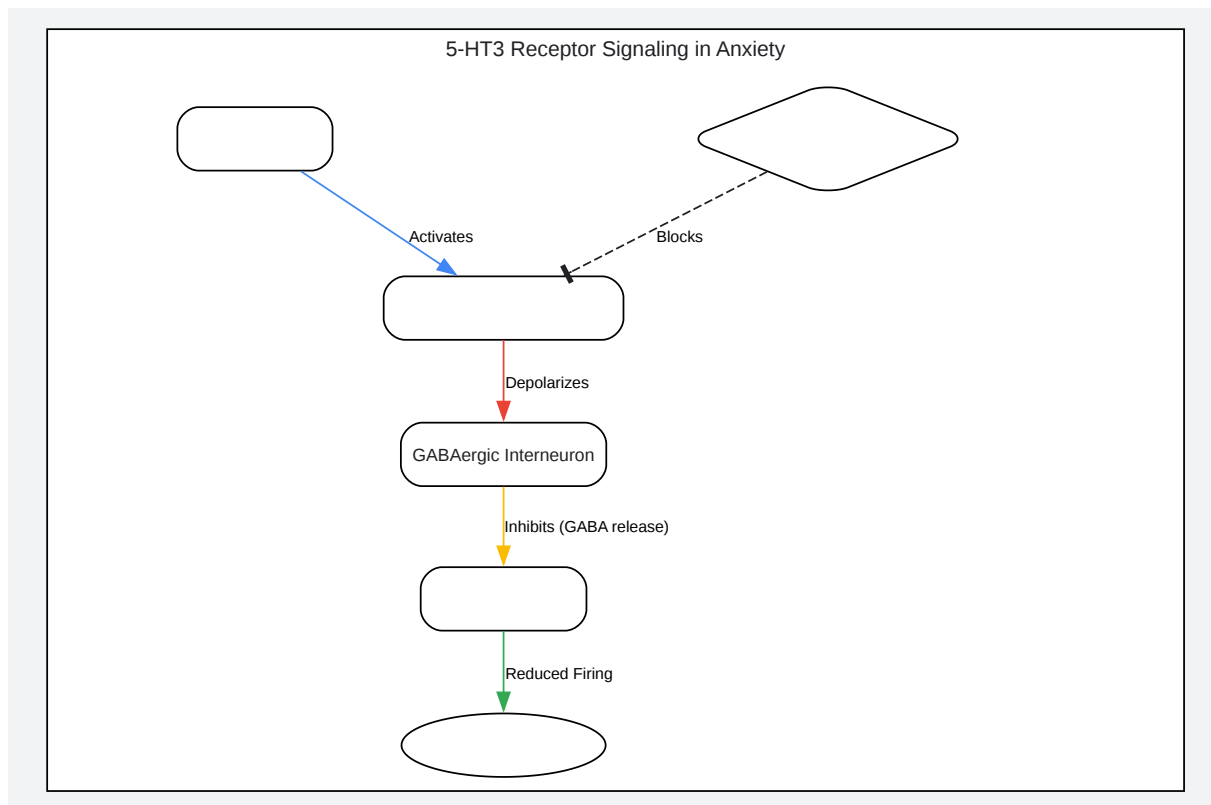 5-HT3 Receptor Signaling in Anxiety
Activates
Blocks
Depolarizes
GABAergic Interneuron
Inhibits (GABA release)
Reduced Firing